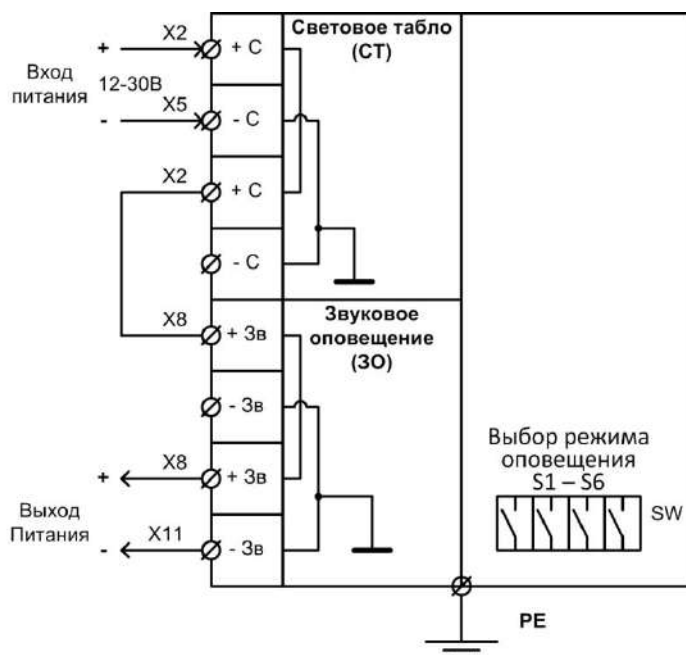 Световое табло
(СТ)
+ X2
+ С
Вход
питания
12-30В
- X5
- С
X2
+ С
- С
X8
+ Зв
Звуковое
оповещение
(ЗО)
- Зв
+ X8
+ Зв
Выход
Питания
- X11
- Зв
Выбор режима
оповещения
S1 – S6
SW
PE